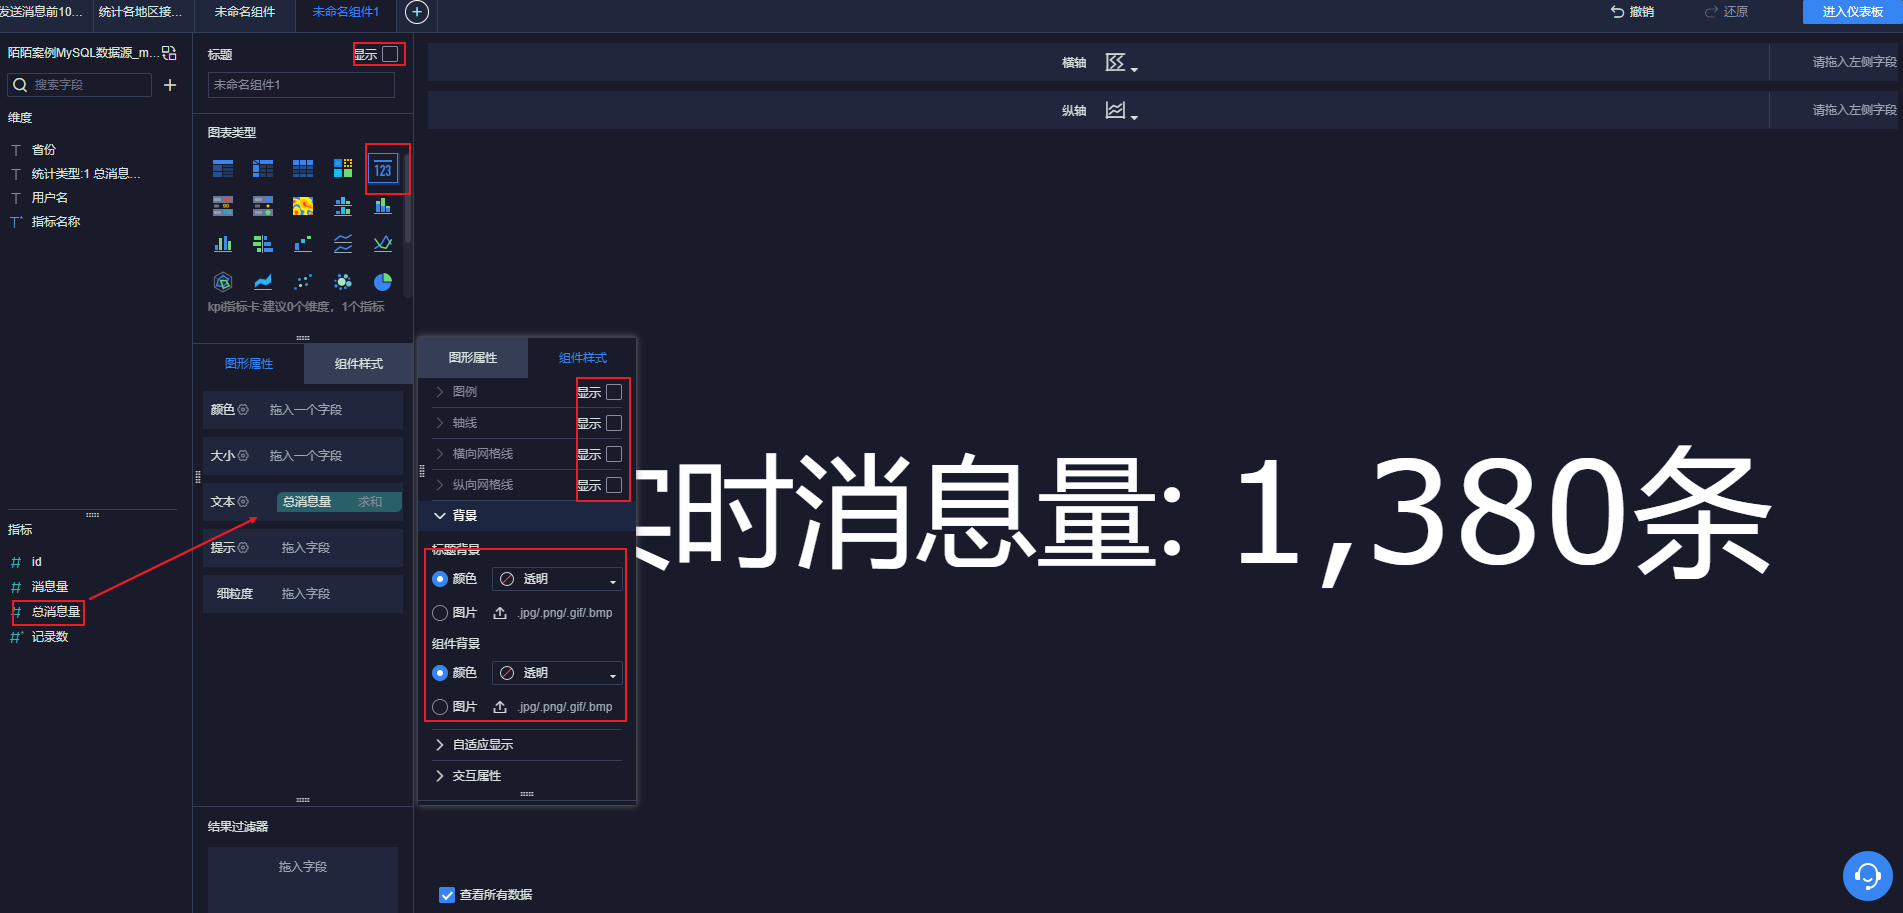 发送消息前10...
统计各地区接...
未命名组件
未命名组件1
撤销
还原
进入仪表板
陌陌案例MySQL数据源_m...
搜索字段
维度
省份
统计类型:1 总消息...
用户名
指标名称
指标
id
消息量
总消息量
记录数
标题
显示
未命名组件1
图表类型
123
kpi指标卡:建议0个维度，1个指标
图形属性
组件样式
颜色
拖入一个字段
大小
拖入一个字段
文本
总消息量
求和
提示
拖入字段
细粒度
拖入字段
结果过滤器
拖入字段
图形属性
组件样式
图例
显示
轴线
显示
横向网格线
显示
纵向网格线
显示
背景
标题背景
颜色
透明
图片
.jpg/.png/.gif/.bmp
组件背景
颜色
透明
图片
.jpg/.png/.gif/.bmp
自适应显示
交互属性
横轴
请拖入左侧字段
纵轴
请拖入左侧字段
实时消息量: 1,380条
查看所有数据